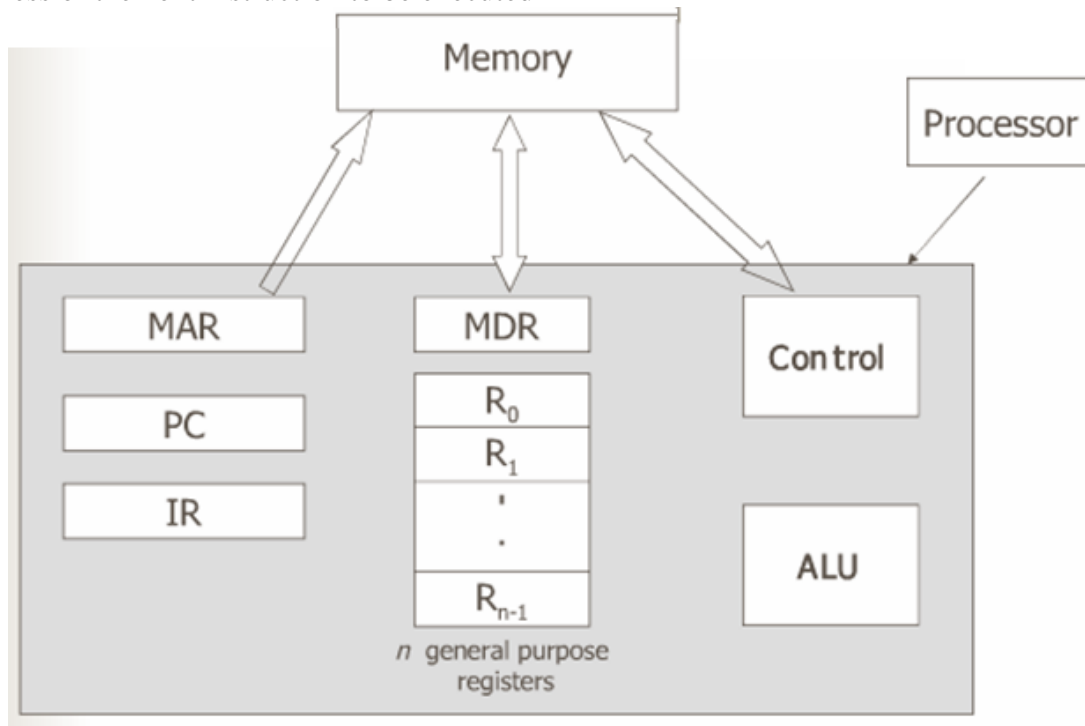 Memory
Processor
MAR
MDR
Control
PC
R0
R1
IR
ALU
Rn-1
n general purpose
registers